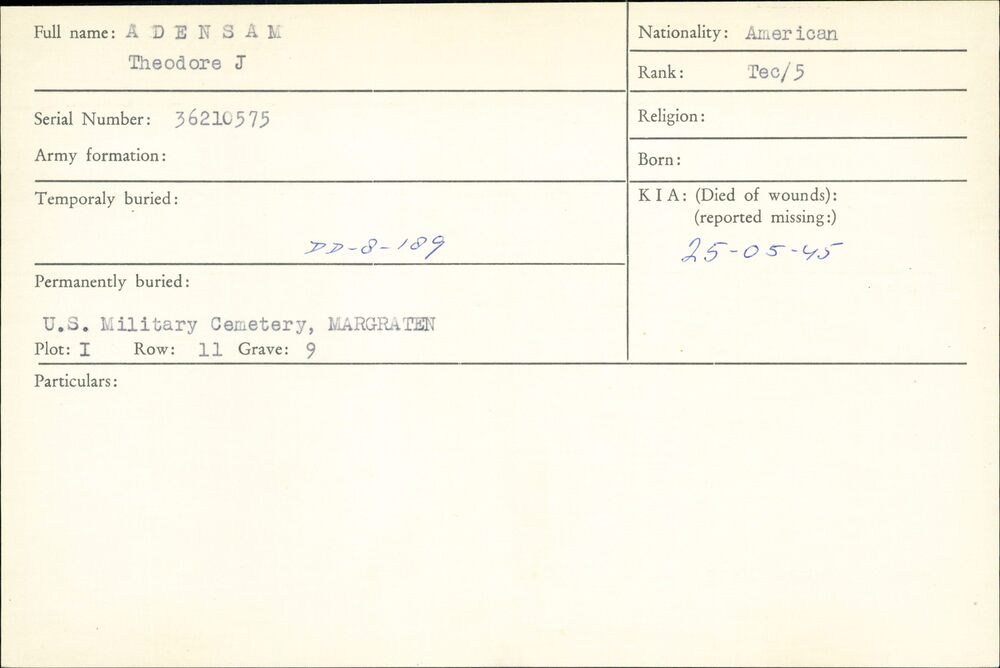 Full name: A D E N S A M
Theodore J
Serial Number: 36210575
Army formation:
Temporaly buried:
DD-8-189
Permanently buried:
U.S. Military Cemetery, MARGRATEN
Plot: I Row: 11 Grave: 9
Particulars:
Nationality: American
Rank: Tec/5
Religion:
Born:
K I A: (Died of wounds):
(reported missing:)
25-05-45